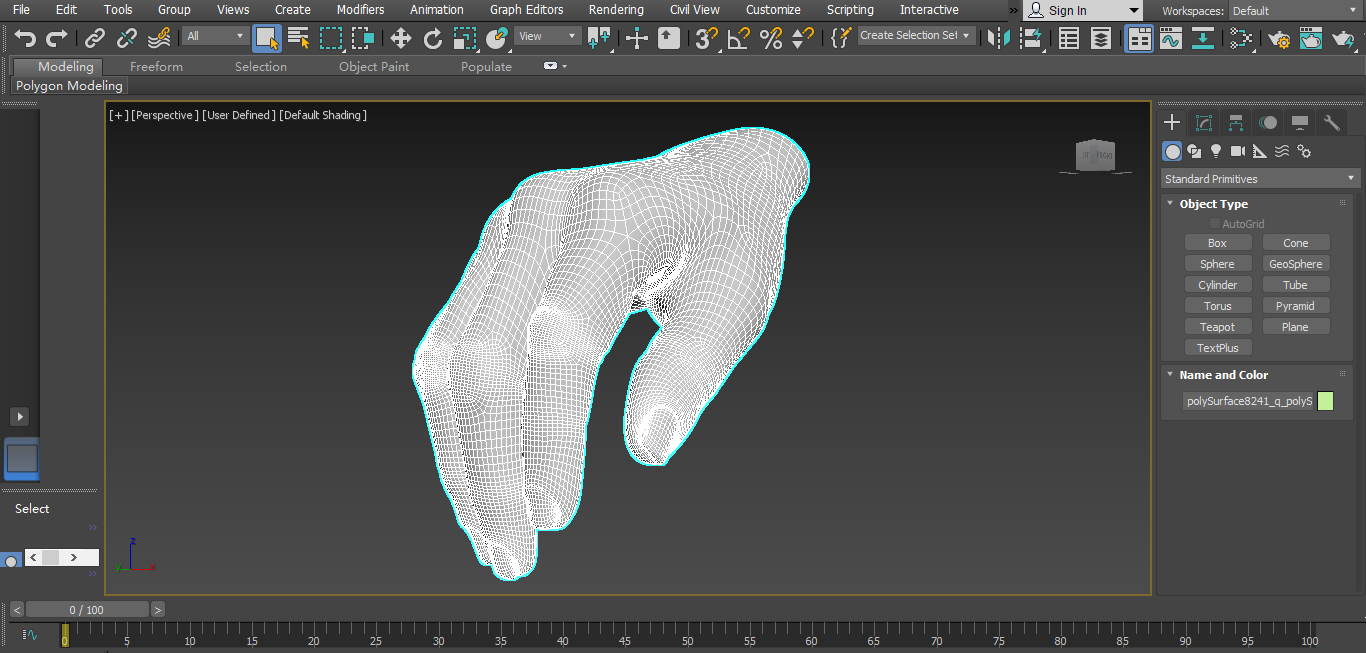 File Edit Tools Group Views Create Modifiers Animation Graph Editors Rendering Civil View Customize Scripting Interactive » Sign In Workspaces: Default
All View Create Selection Set
Modeling Freeform Selection Object Paint Populate
Polygon Modeling
[+] [Perspective] [User Defined] [Default Shading]
FRONT
Standard Primitives
Object Type
AutoGrid
Box Cone
Sphere GeoSphere
Cylinder Tube
Torus Pyramid
Teapot Plane
TextPlus
Name and Color
polySurface8241_q_polyS
Select
»
< >
»
z
y x
< 0 / 100 >
0 5 10 15 20 25 30 35 40 45 50 55 60 65 70 75 80 85 90 95 100